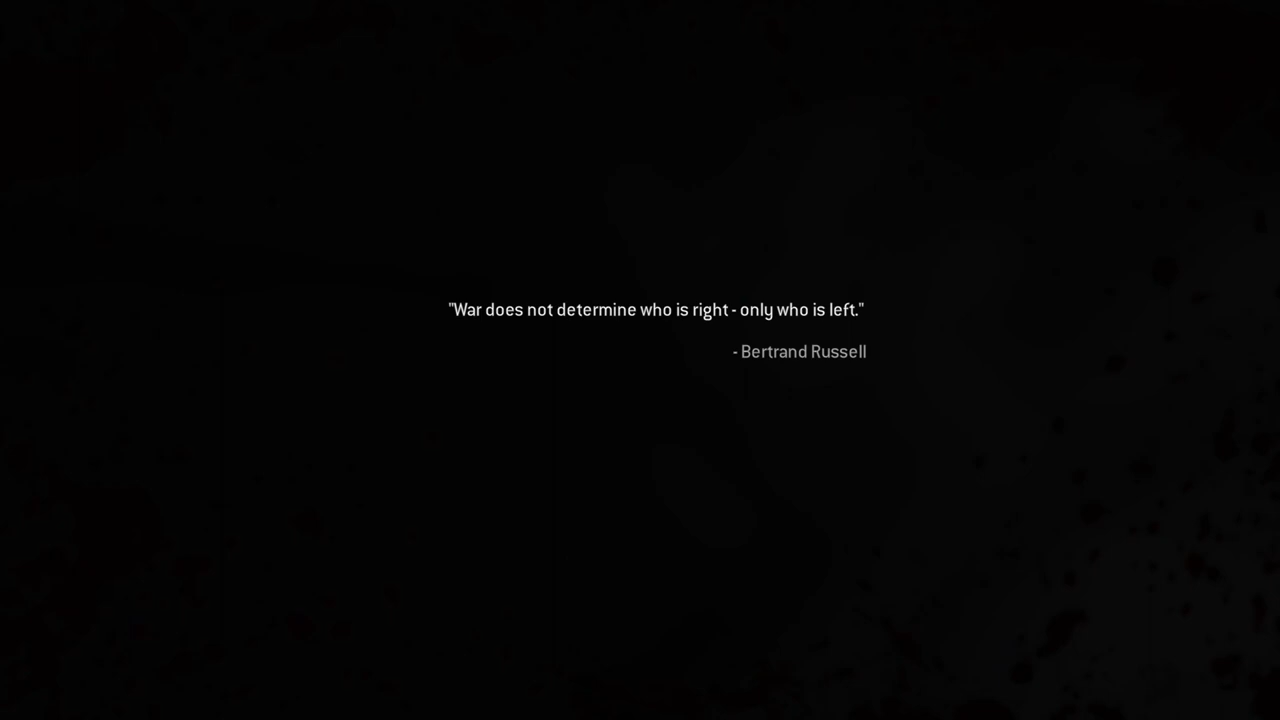 "War does not determine who is right - only who is left."
- Bertrand Russell